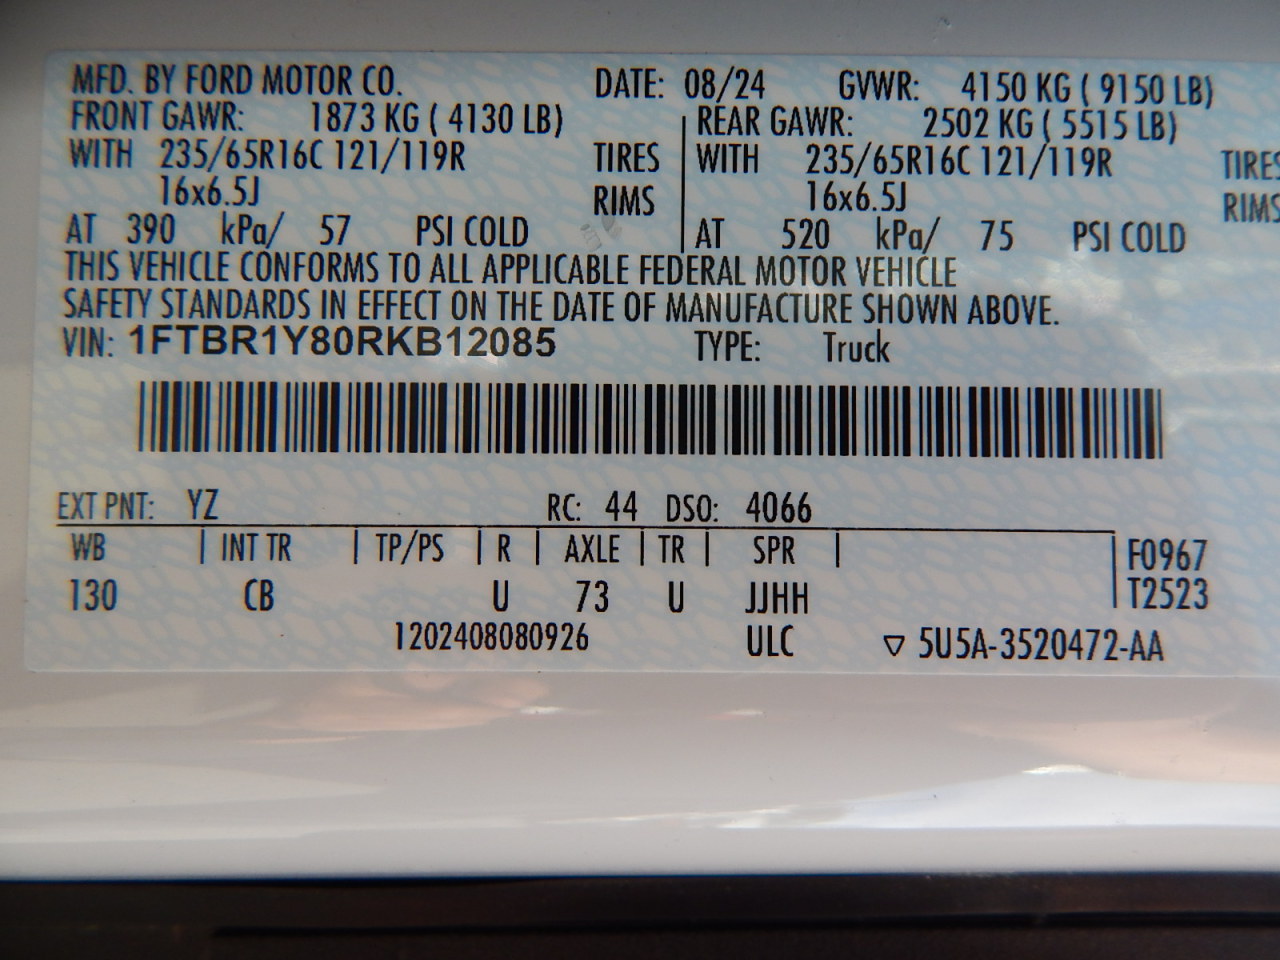 MFD. BY FORD MOTOR CO. DATE: 08/24 GVWR: 4150 KG ( 9150 LB)
FRONT GAWR: 1873 KG ( 4130 LB) REAR GAWR: 2502 KG ( 5515 LB)
WITH 235/65R16C 121/119R TIRES WITH 235/65R16C 121/119R TIRES
16x6.5J RIMS 16x6.5J RIMS
AT 390 kPa/ 57 PSI COLD AT 520 kPa/ 75 PSI COLD
THIS VEHICLE CONFORMS TO ALL APPLICABLE FEDERAL MOTOR VEHICLE
SAFETY STANDARDS IN EFFECT ON THE DATE OF MANUFACTURE SHOWN ABOVE.
VIN: 1FTBR1Y80RKB12085 TYPE: Truck
EXT PNT: YZ RC: 44 DSO: 4066
WB | INT TR | TP/PS | R | AXLE | TR | SPR | F0967
130 CB U 73 U JJHH T2523
1202408080926 ULC ▽ 5U5A-3520472-AA